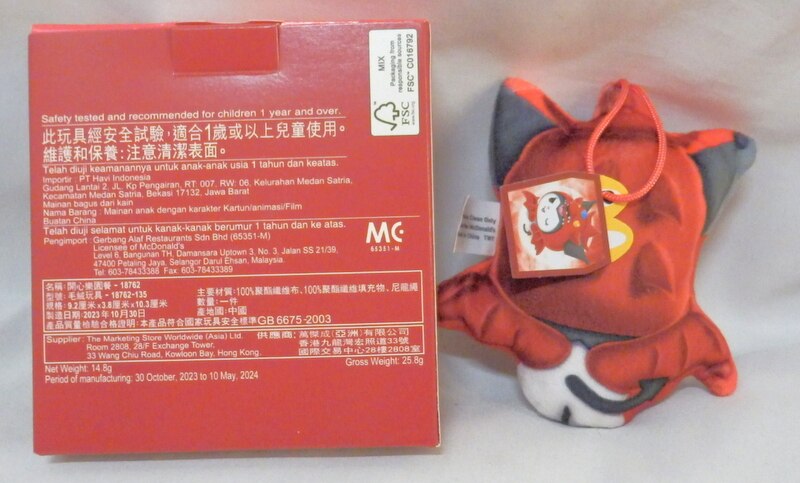 MIX
Packaging from
responsible sources
FSC® C016792
FSC
Safety tested and recommended for children 1 year and over.
此玩具經安全試驗,適合1歲或以上兒童使用。
維護和保養:注意清潔表面。
Telah diuji keamanannya untuk anak-anak usia 1 tahun dan keatas.
Importir : PT Havi Indonesia
Gudang Lantai 2, JL. Kp Pengairan, RT. 007, RW: 06, Kelurahan Medan Satria,
Kecamatan Medan Satria, Bekasi 17132, Jawa Barat
Mainan bagus dari kain
Nama Barang : Mainen anak dengan karakter Kartun/animasi/Film
Buatan China
Telah diuji selamat untuk kanak-kanak berumur 1 tahun dan ke atas.
Pengimport : Gerbang Alaf Restaurants Sdn Bhd (65351-M)
Licensee of McDonald's
Level 6, Bangunan TH, Damansara Uptown 3, No. 3, Jalan SS 21/39,
47400 Petaling Jaya, Selangor Darul Ehsan, Malaysia
Tel: 603-78433388 Fax: 603-78433389
MC
65351-M
名稱:開心樂園餐 - 18762
型號:毛絨玩具 - 18762-135
規格:9.2厘米x3.8厘米x10.3厘米
製造日期:2023年10月30日
主要材質:100%聚酯纖維布、100%聚酯纖維填充物、尼龍繩
數量:一件
產地:中國
產品質量檢驗合格證明:本產品符合國家玩具安全標準GB 6675-2003
Supplier : The Marketing Store Worldwide (Asia) Ltd.
Room 2808, 28/F Exchange Tower,
33 Wang Chiu Road, Kowloon Bay, Hong Kong.
供應商:萬傑成(亞洲)有限公司
香港九龍灣宏照道33號
國際交易中心28樓2808室
Net Weight: 14.8g
Gross Weight: 25.8g
Period of manufacturing: 30 October, 2023 to 10 May, 2024
Clean Only